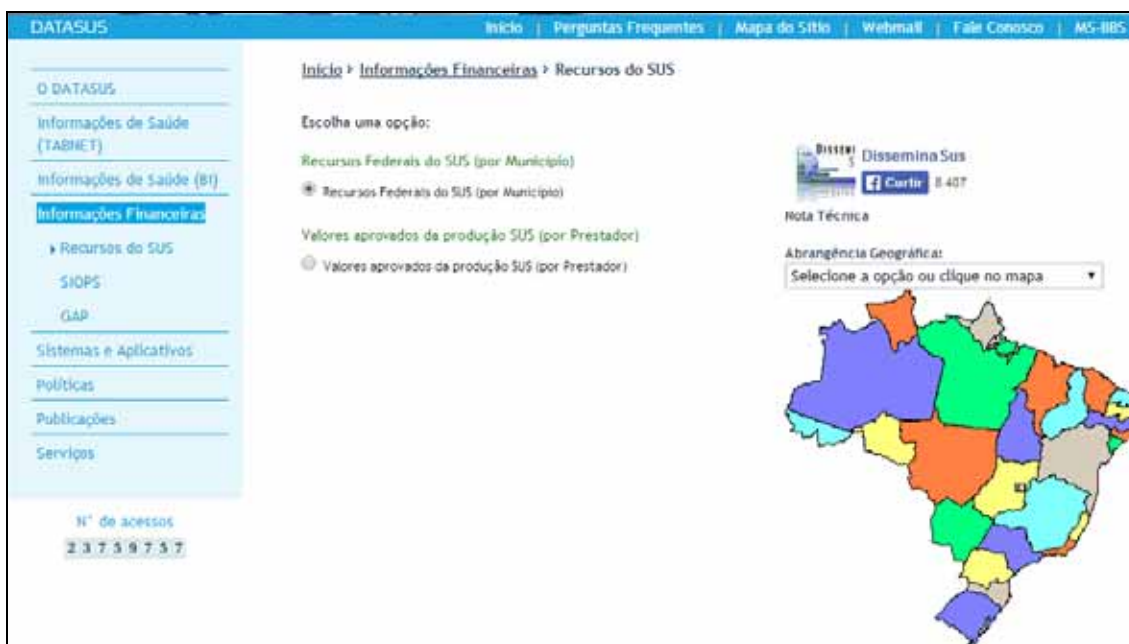 DATASUS
Início | Perguntas Frequentes | Mapa do Sítio | Webmail | Fale Conosco | MS-BBS
Início › Informações Financeiras › Recursos do SUS
O DATASUS
Informações de Saúde
(TABNET)
Informações de Saúde (BI)
Informações Financeiras
Recursos do SUS
SIOPS
GAP
Sistemas e Aplicativos
Políticas
Publicações
Serviços
N° de acessos
23759757
Escolha uma opção:
Recursos Federais do SUS (por Município)
Recursos Federais do SUS (por Município)
Valores aprovados da produção SUS (por Prestador)
Valores aprovados da produção SUS (por Prestador)
DisseminaSus
Curtir 8.407
Nota Técnica
Abrangência Geográfica:
Selecione a opção ou clique no mapa